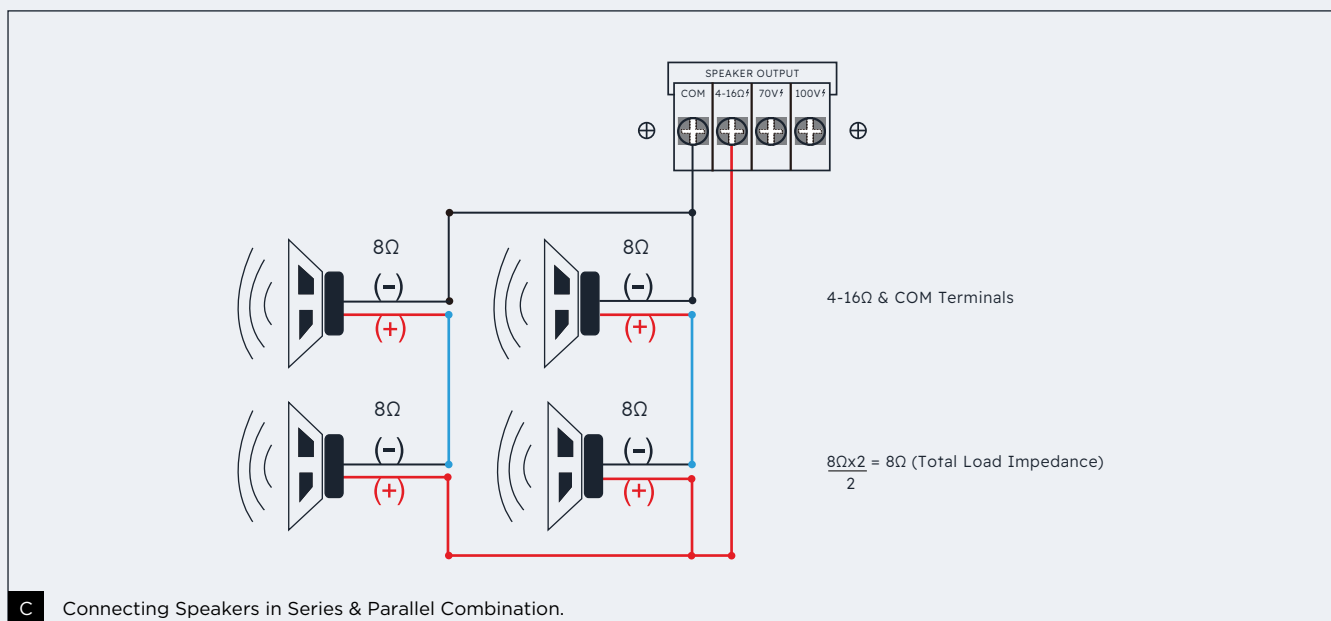 SPEAKER OUTPUT
COM 4-16Ω⚡ 70V⚡ 100V⚡
8Ω 8Ω
(-) (-)
(+) (+)
4-16Ω & COM Terminals
8Ω 8Ω
(-) (-)
(+) (+)
8Ωx2 = 8Ω (Total Load Impedance)
2
C Connecting Speakers in Series & Parallel Combination.